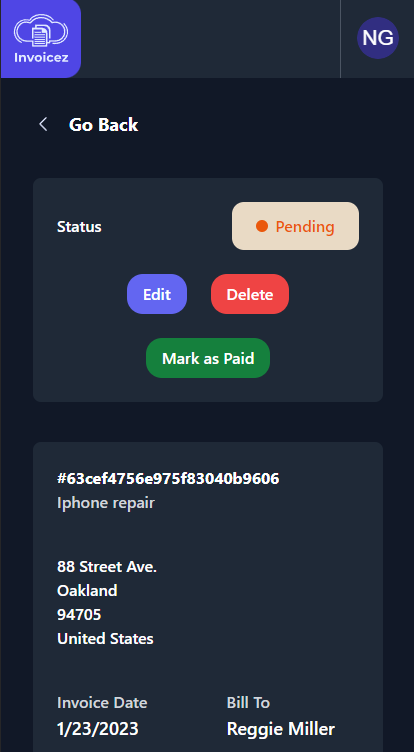 Invoicez
NG
Go Back
Status
Pending
Edit
Delete
Mark as Paid
#63cef4756e975f83040b9606
Iphone repair
88 Street Ave.
Oakland
94705
United States
Invoice Date
Bill To
1/23/2023
Reggie Miller